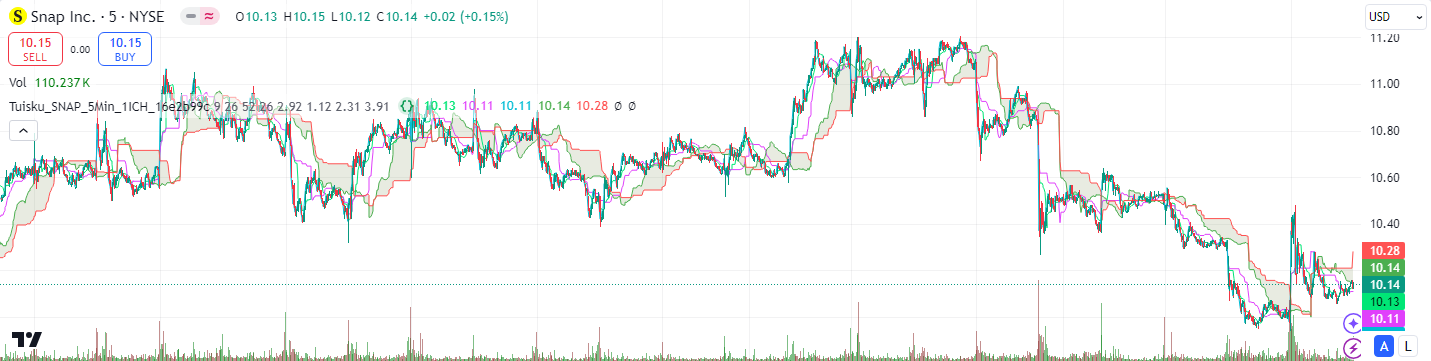 S Snap Inc. · 5 · NYSE O10.13 H10.15 L10.12 C10.14 +0.02 (+0.15%)
10.15 SELL 0.00 10.15 BUY
Vol 110.237 K
Tuisku_SNAP_5Min_1ICH_16e2b99c 9 26 52 26 2.92 1.12 2.31 3.91 {} 10.13 10.11 10.11 10.14 10.28 Ø Ø
USD
11.20
11.00
10.80
10.60
10.40
10.28
10.14
10.14
10.13
10.11
A L